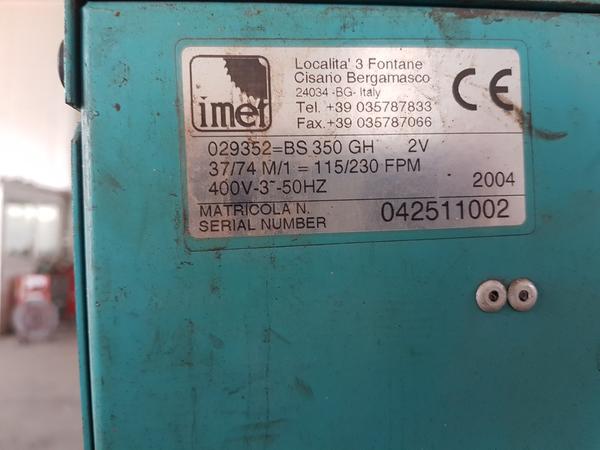 imet
Localita' 3 Fontane
Cisano Bergamasco
24034 -BG- Italy
Tel. +39 035787833
Fax.+39 035787066
CE
029352=BS 350 GH 2V
37/74 M/1 = 115/230 FPM
400V-3~-50HZ 2004
MATRICOLA N.
SERIAL NUMBER 042511002